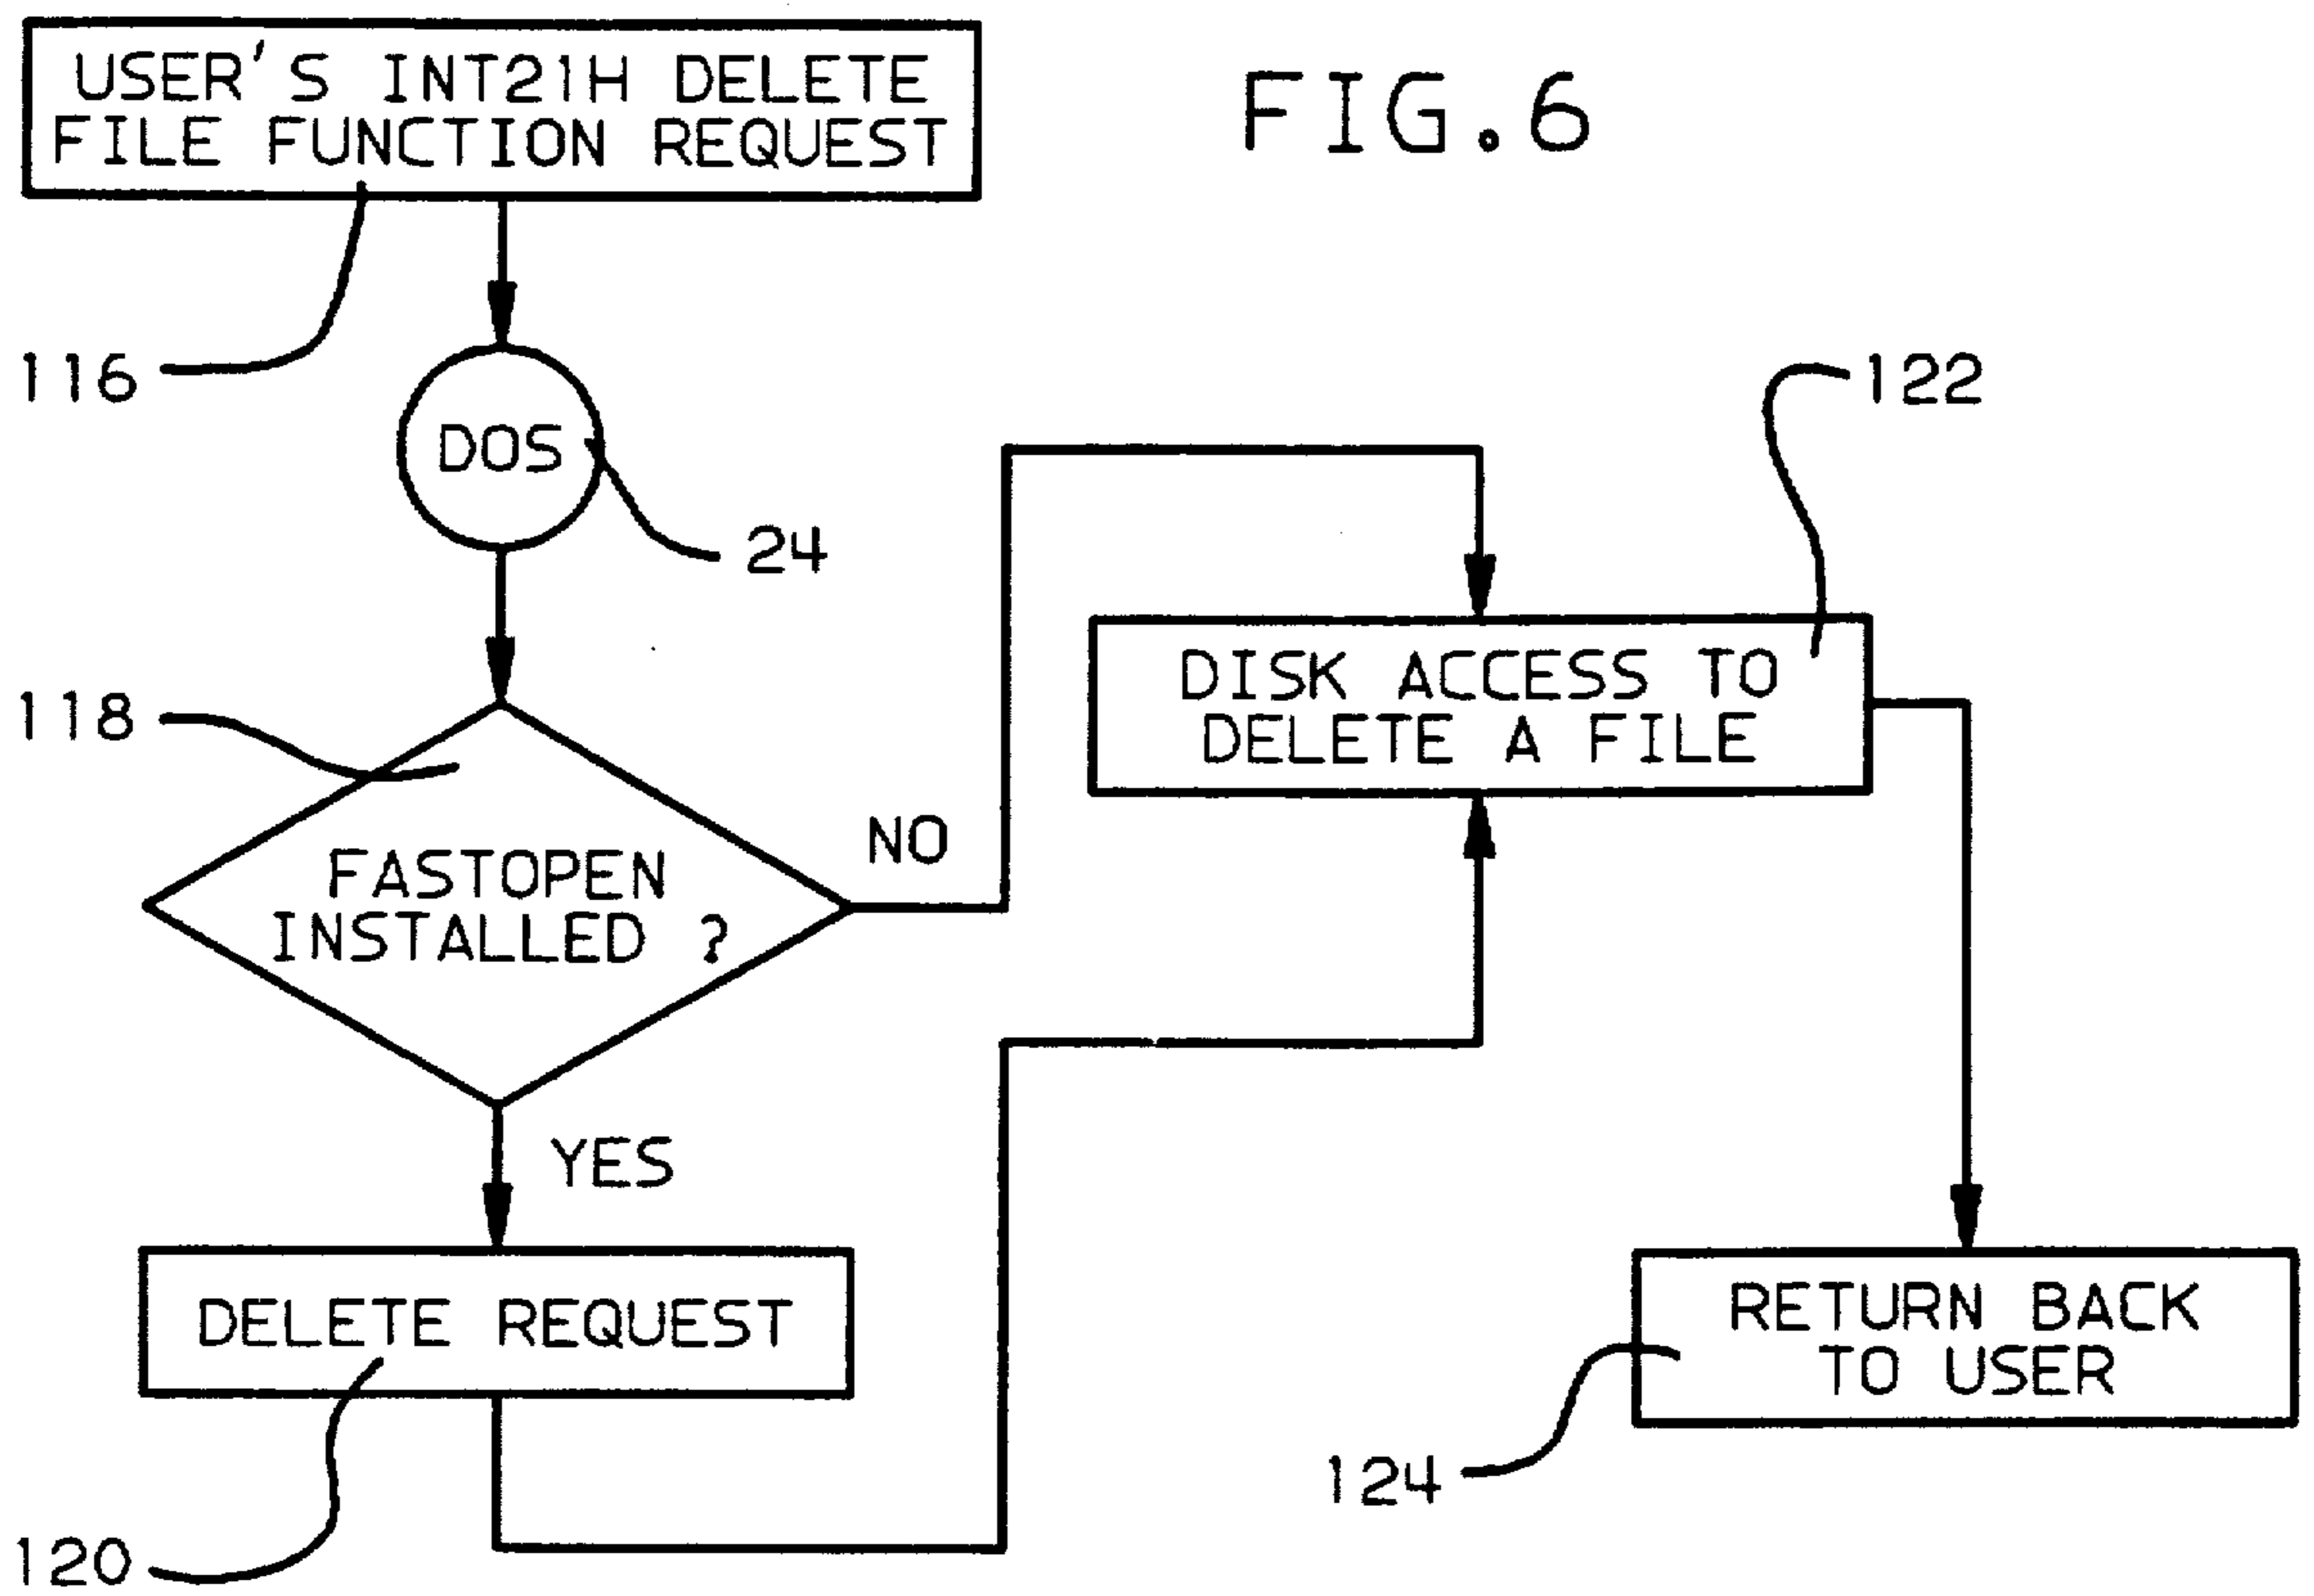 USER'S INT21H DELETE
FILE FUNCTION REQUEST
FIG.6
116
DOS
24
122
DISK ACCESS TO
DELETE A FILE
118
NO
FASTOPEN
INSTALLED ?
YES
DELETE REQUEST
RETURN BACK
TO USER
124
120